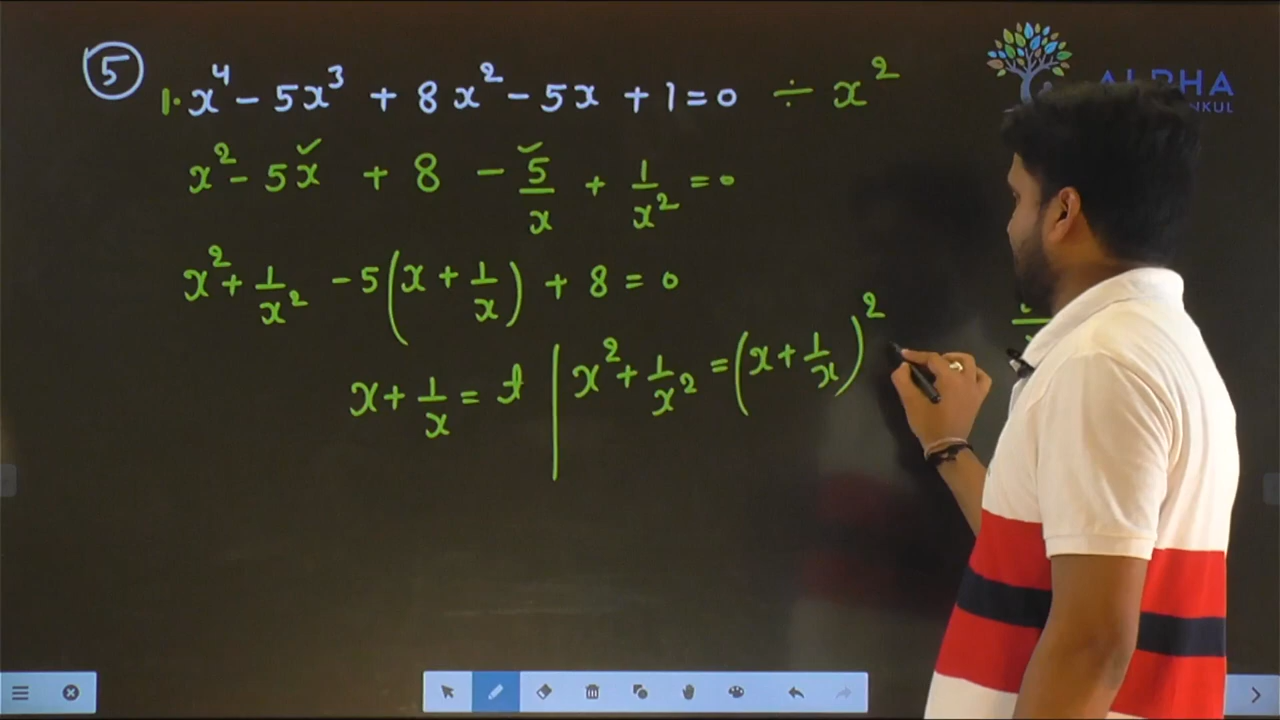 5
1·x⁴ - 5x³ + 8x² - 5x + 1 = 0 ÷ x²
x² - 5x + 8 - 5/x + 1/x² = 0
x² + 1/x² - 5(x + 1/x) + 8 = 0
x + 1/x = t | x² + 1/x² = (x + 1/x)²
ALPHA